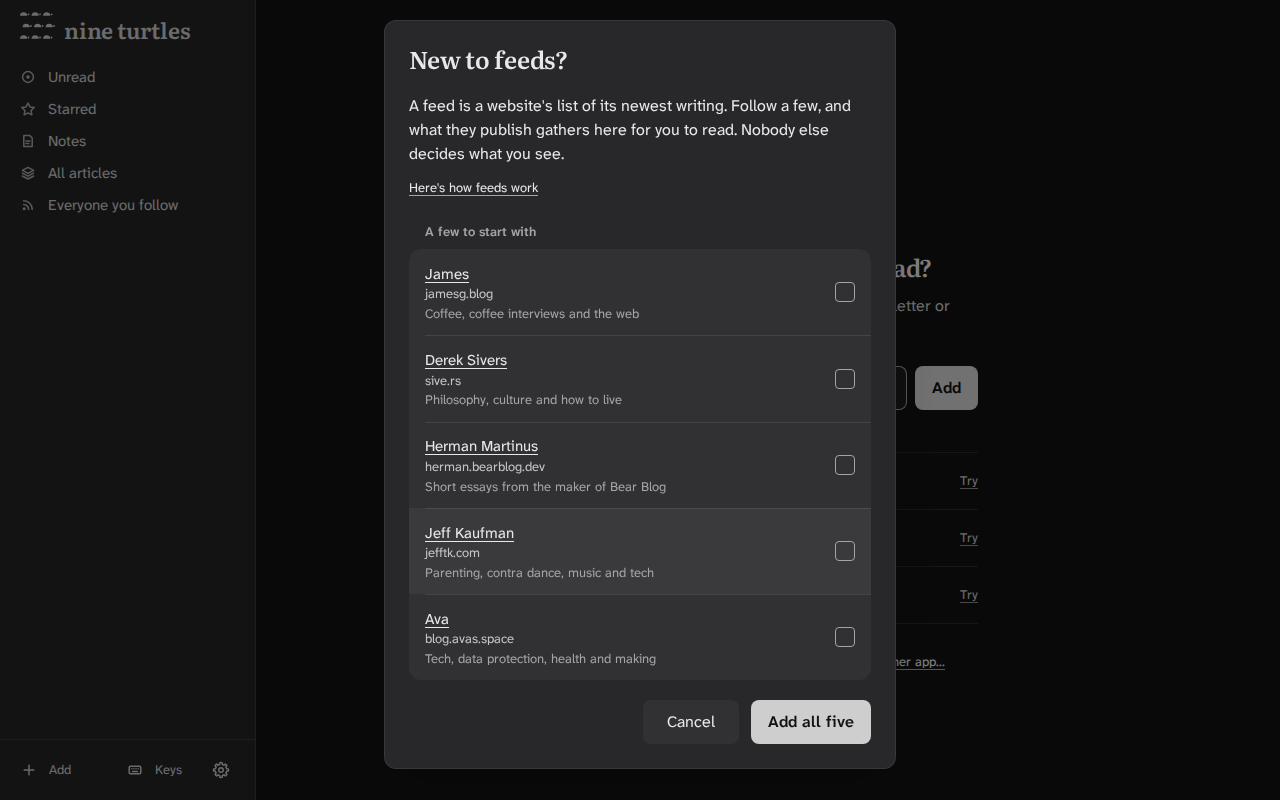 nine turtles
Unread
Starred
Notes
All articles
Everyone you follow
Add
Keys
New to feeds?
A feed is a website's list of its newest writing. Follow a few, and
what they publish gathers here for you to read. Nobody else
decides what you see.
Here's how feeds work
A few to start with
James
jamesg.blog
Coffee, coffee interviews and the web
Derek Sivers
sive.rs
Philosophy, culture and how to live
Herman Martinus
herman.bearblog.dev
Short essays from the maker of Bear Blog
Jeff Kaufman
jefftk.com
Parenting, contra dance, music and tech
Ava
blog.avas.space
Tech, data protection, health and making
Cancel
Add all five
or
Add
Try
Try
Try
app...